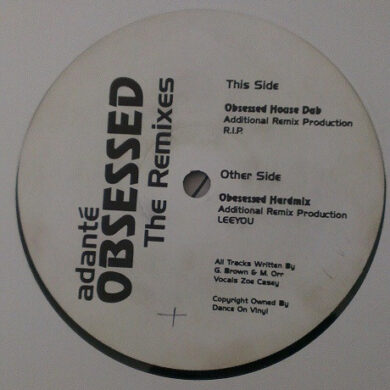 adanté
OBSESSED
The Remixes
This Side
Obsessed House Dub
Additional Remix Production
R.I.P.
Other Side
Obesessed Hardmix
Additional Remix Production
LEEYOU
All Tracks Written By
G. Brown & M. Orr
Vocals Zoe Casey
Copyright Owned By
Dance On Vinyl